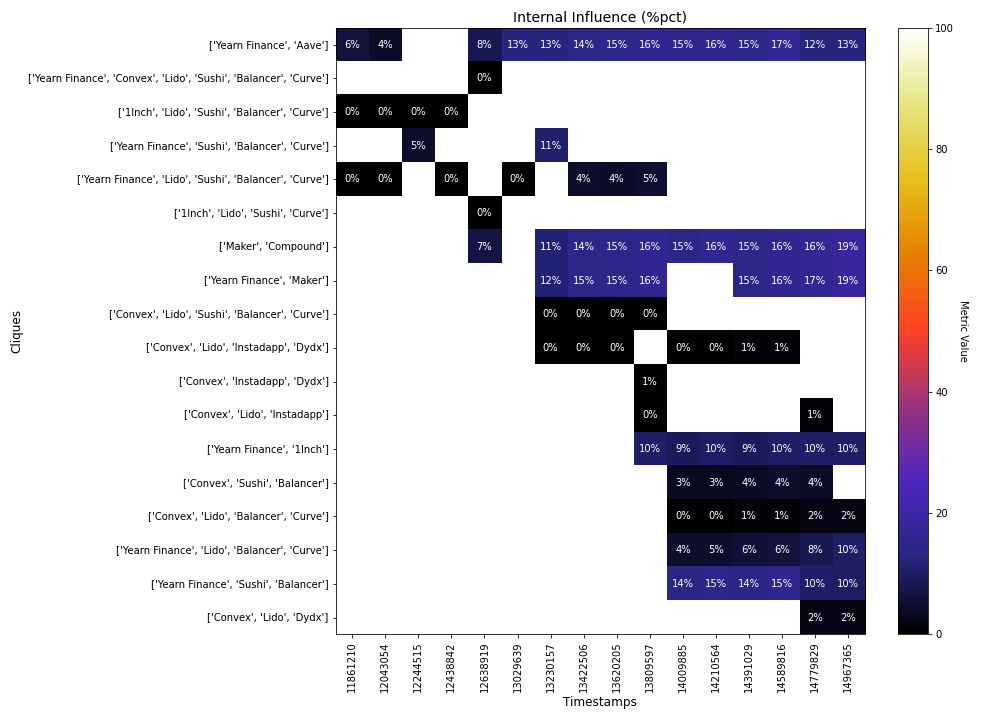 Internal Influence (%pct)
['Yearn Finance', 'Aave'] 6% 4% 8% 13% 13% 14% 15% 16% 15% 16% 15% 17% 12% 13%
['Yearn Finance', 'Convex', 'Lido', 'Sushi', 'Balancer', 'Curve'] 0%
['1Inch', 'Lido', 'Sushi', 'Balancer', 'Curve'] 0% 0% 0% 0%
['Yearn Finance', 'Sushi', 'Balancer', 'Curve'] 5% 11%
['Yearn Finance', 'Lido', 'Sushi', 'Balancer', 'Curve'] 0% 0% 0% 0% 4% 4% 5%
['1Inch', 'Lido', 'Sushi', 'Curve'] 0%
['Maker', 'Compound'] 7% 11% 14% 15% 16% 15% 16% 15% 16% 16% 19%
['Yearn Finance', 'Maker'] 12% 15% 15% 16% 15% 16% 17% 19%
['Convex', 'Lido', 'Sushi', 'Balancer', 'Curve'] 0% 0% 0% 0%
['Convex', 'Lido', 'Instadapp', 'Dydx'] 0% 0% 0% 0% 0% 1% 1%
['Convex', 'Instadapp', 'Dydx'] 1%
['Convex', 'Lido', 'Instadapp'] 0% 1%
['Yearn Finance', '1Inch'] 10% 9% 10% 9% 10% 10% 10%
['Convex', 'Sushi', 'Balancer'] 3% 3% 4% 4% 4%
['Convex', 'Lido', 'Balancer', 'Curve'] 0% 0% 1% 1% 2% 2%
['Yearn Finance', 'Lido', 'Balancer', 'Curve'] 4% 5% 6% 6% 8% 10%
['Yearn Finance', 'Sushi', 'Balancer'] 14% 15% 14% 15% 10% 10%
['Convex', 'Lido', 'Dydx'] 2% 2%
Cliques
11861210 12043054 12244515 12438842 12638919 13029639 13230157 13422506 13620205 13809597 14009885 14210564 14391029 14589816 14779829 14967365
Timestamps
100
80
60
40
20
0
Metric Value